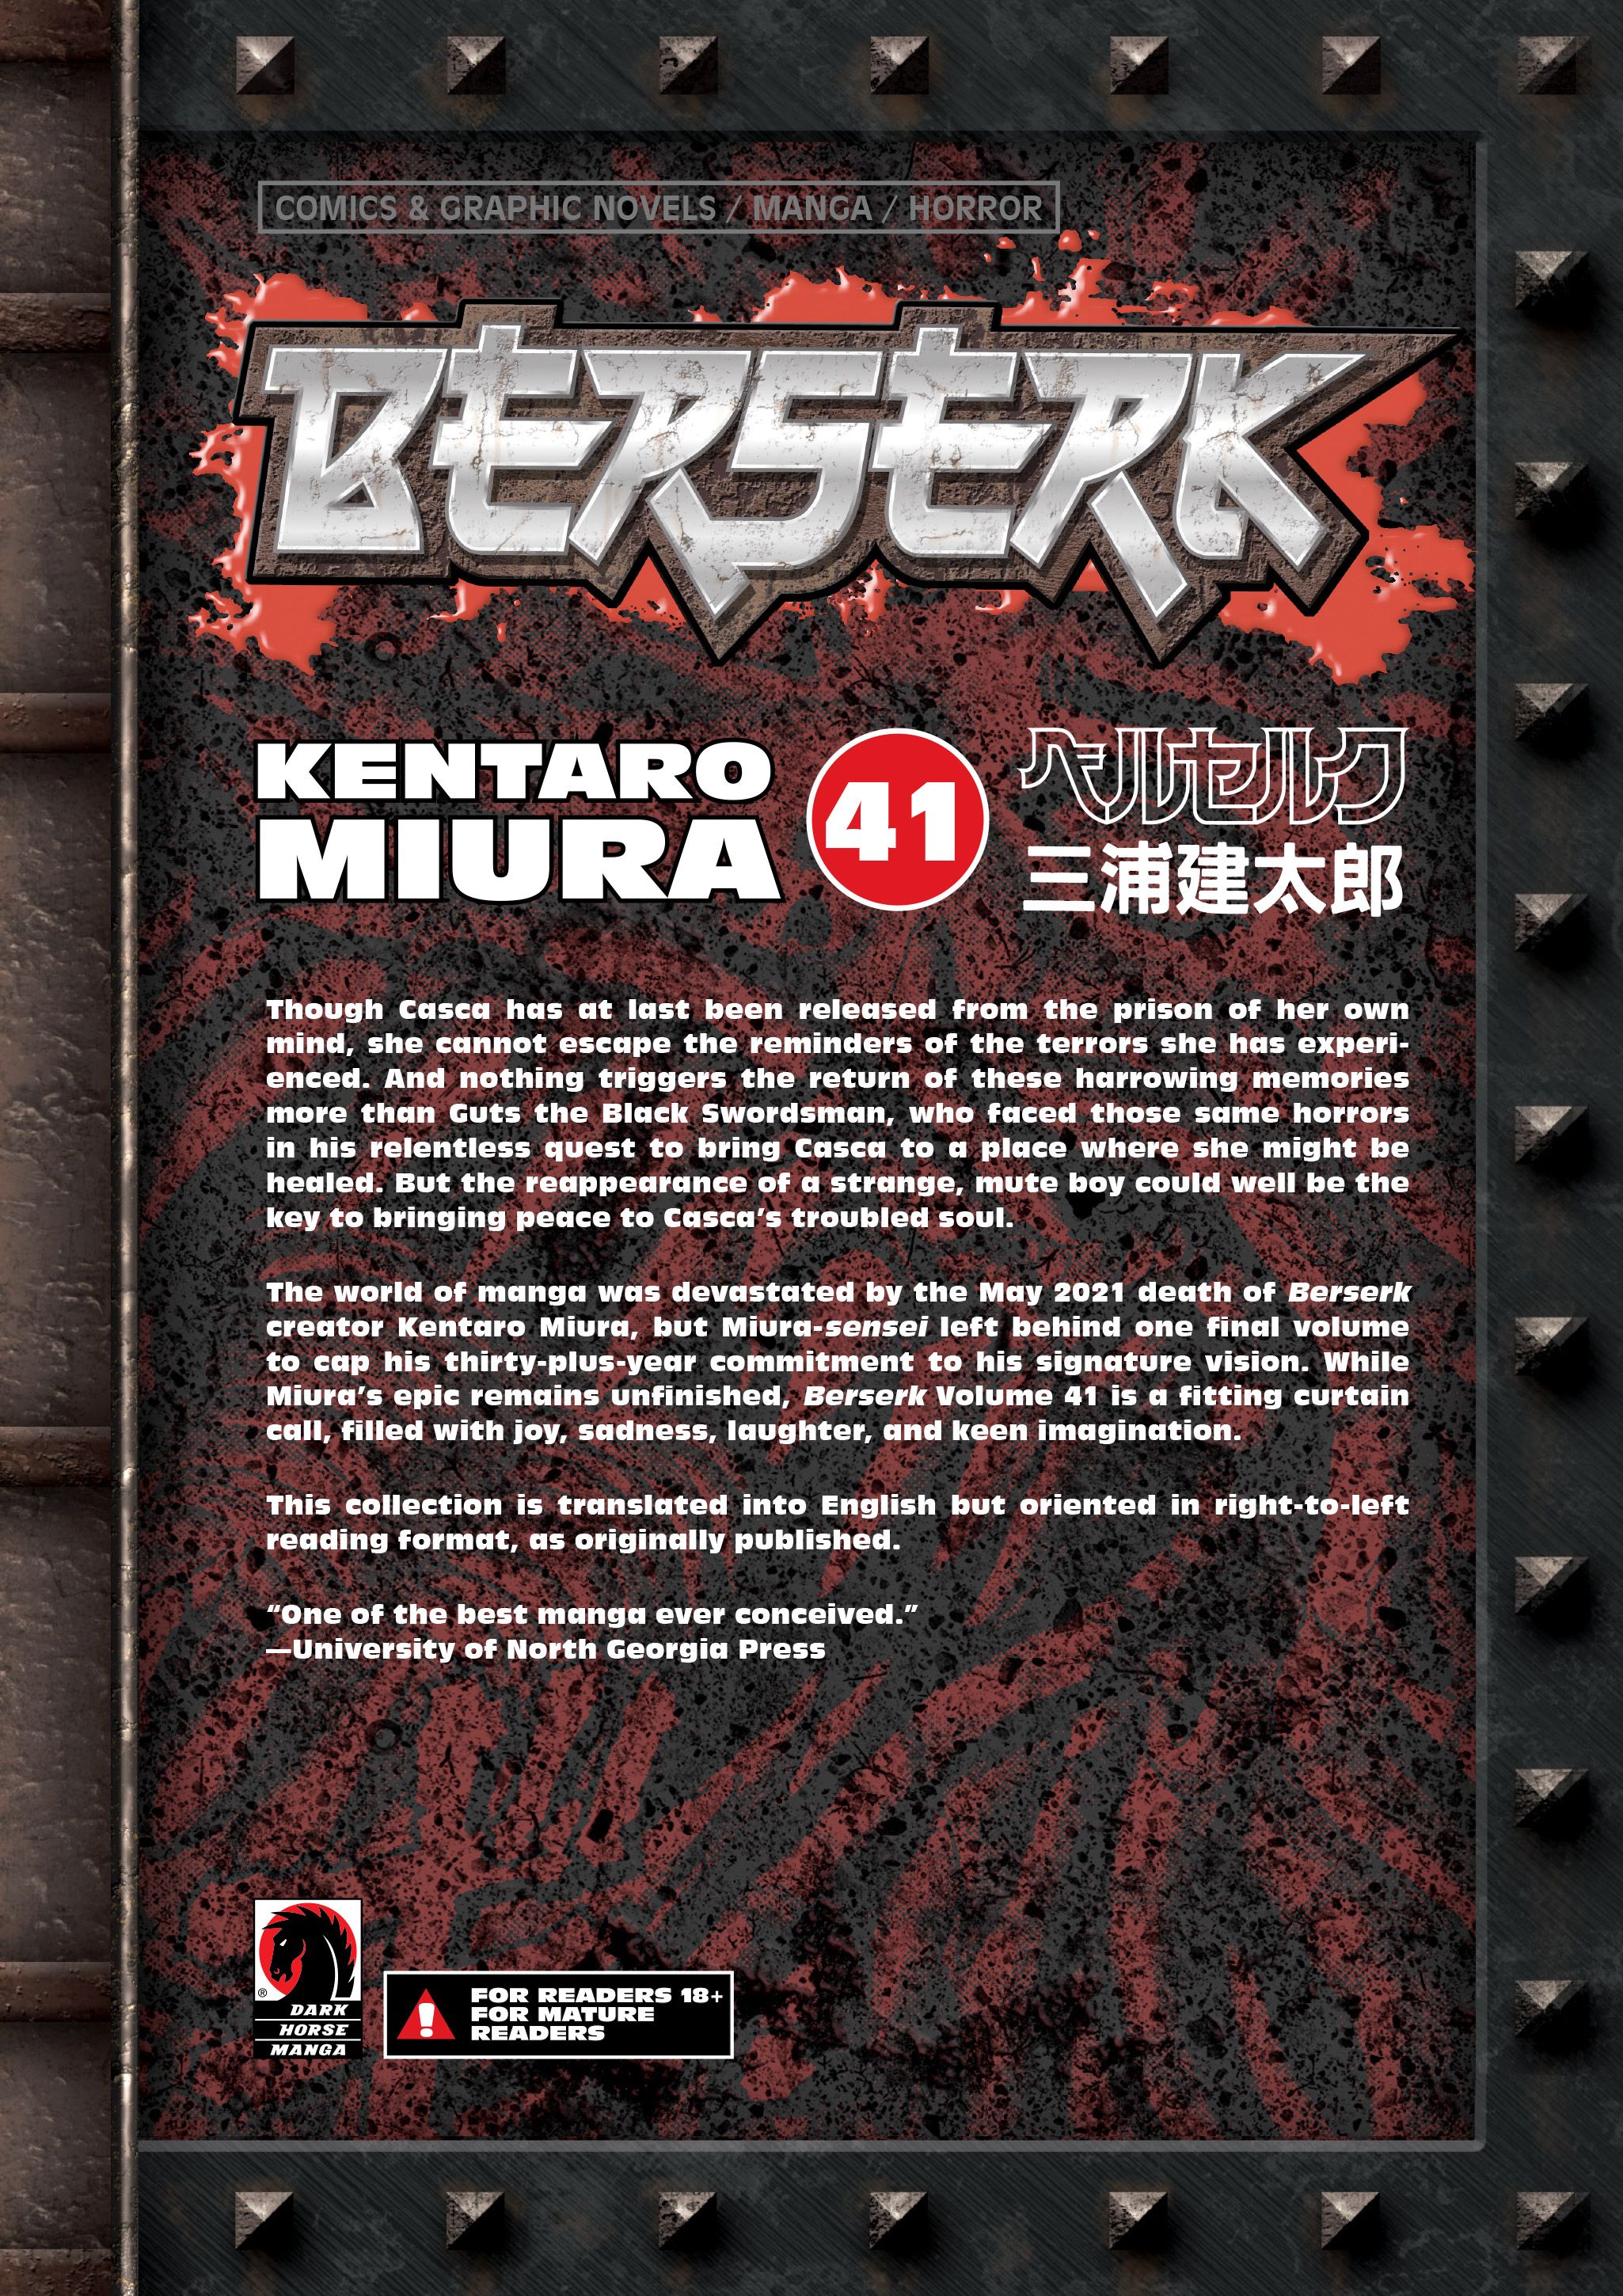 COMICS & GRAPHIC NOVELS / MANGA / HORROR
BERSERK
KENTARO
MIURA
41
ベルセルク
三浦建太郎
Though Casca has at last been released from the prison of her own
mind, she cannot escape the reminders of the terrors she has experi-
enced. And nothing triggers the return of these harrowing memories
more than Guts the Black Swordsman, who faced those same horrors
in his relentless quest to bring Casca to a place where she might be
healed. But the reappearance of a strange, mute boy could well be the
key to bringing peace to Casca's troubled soul.
The world of manga was devastated by the May 2021 death of Berserk
creator Kentaro Miura, but Miura-sensei left behind one final volume
to cap his thirty-plus-year commitment to his signature vision. While
Miura's epic remains unfinished, Berserk Volume 41 is a fitting curtain
call, filled with joy, sadness, laughter, and keen imagination.
This collection is translated into English but oriented in right-to-left
reading format, as originally published.
“One of the best manga ever conceived.”
—University of North Georgia Press
®
DARK
HORSE
MANGA
FOR READERS 18+
FOR MATURE
READERS